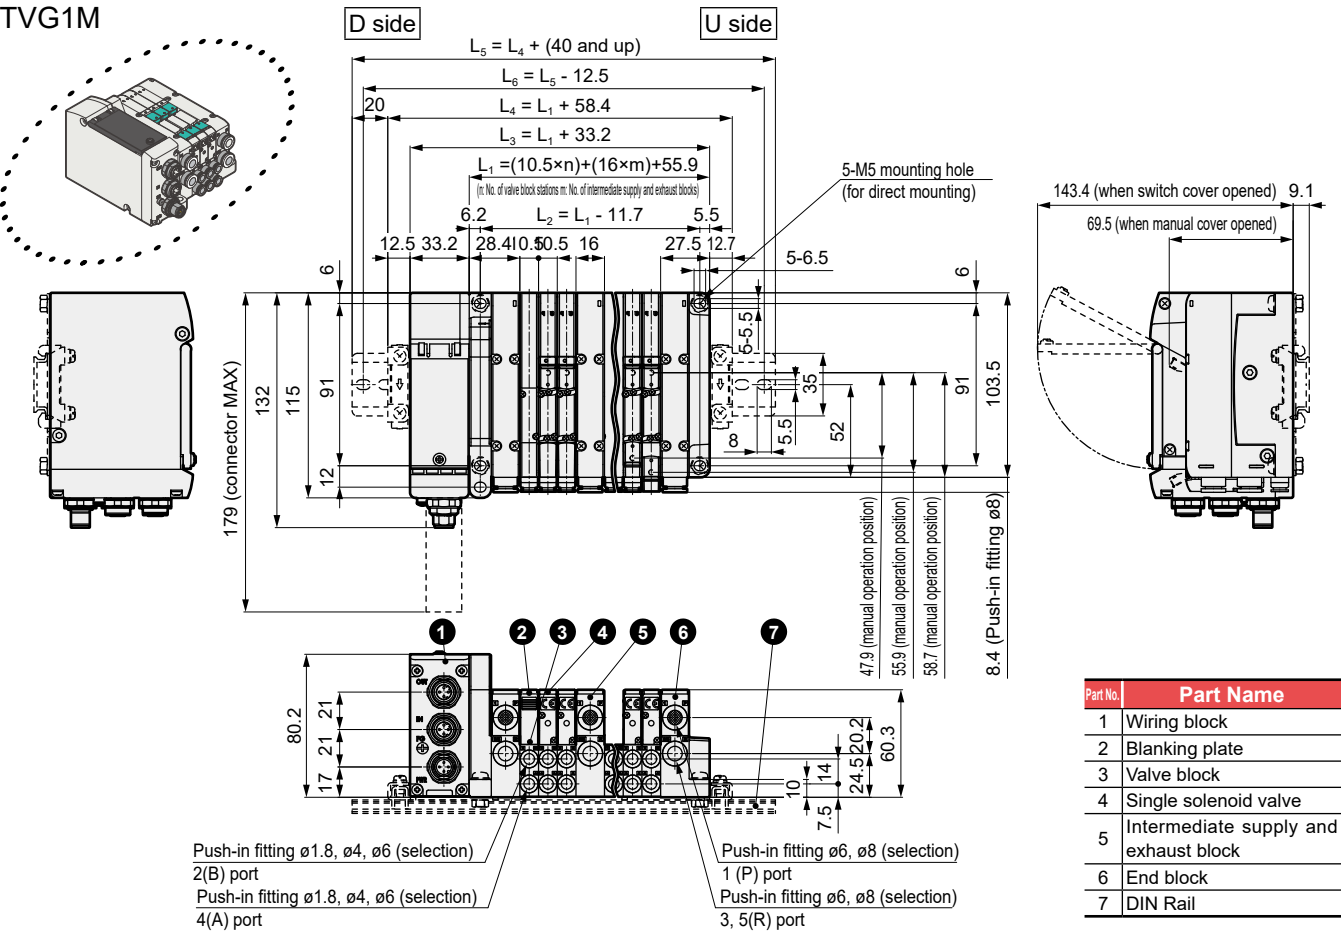 TVG1M
D side
U side
L5 = L4 + (40 and up)
L6 = L5 - 12.5
20
L4 = L1 + 58.4
L3 = L1 + 33.2
L1 =(10.5×n)+(16×m)+55.9
(n: No. of valve block stations m: No. of intermediate supply and exhaust blocks)
6.2
L2 = L1 - 11.7
5.5
12.5
33.2
28.4
10.5
10.5
16
27.5
12.7
5-6.5
5-M5 mounting hole
(for direct mounting)
143.4 (when switch cover opened)
9.1
69.5 (when manual cover opened)
6
6
179 (connector MAX)
132
115
91
12
5-5.5
35
5.5
8
52
91
103.5
47.9 (manual operation position)
55.9 (manual operation position)
58.7 (manual operation position)
8.4 (Push-in fitting ø8)
1
2
3
4
5
6
7
80.2
21
21
17
OUT
IN
20.2
60.3
14
24.5
10
7.5
Push-in fitting ø1.8, ø4, ø6 (selection)
2(B) port
Push-in fitting ø1.8, ø4, ø6 (selection)
4(A) port
Push-in fitting ø6, ø8 (selection)
1 (P) port
Push-in fitting ø6, ø8 (selection)
3, 5(R) port
Part No. Part Name
1 Wiring block
2 Blanking plate
3 Valve block
4 Single solenoid valve
5 Intermediate supply and
exhaust block
6 End block
7 DIN Rail